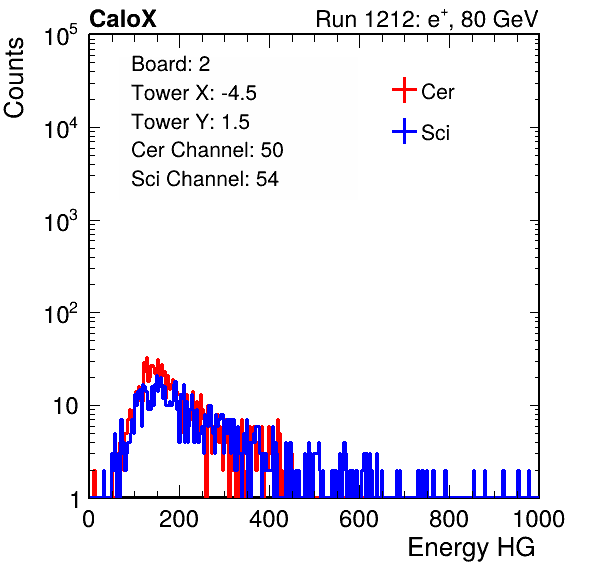 CaloX Run 1212: e⁺, 80 GeV
Counts
10⁵
10⁴
10³
10²
10
1
Board: 2
Tower X: -4.5
Tower Y: 1.5
Cer Channel: 50
Sci Channel: 54
Cer
Sci
0 200 400 600 800 1000
Energy HG